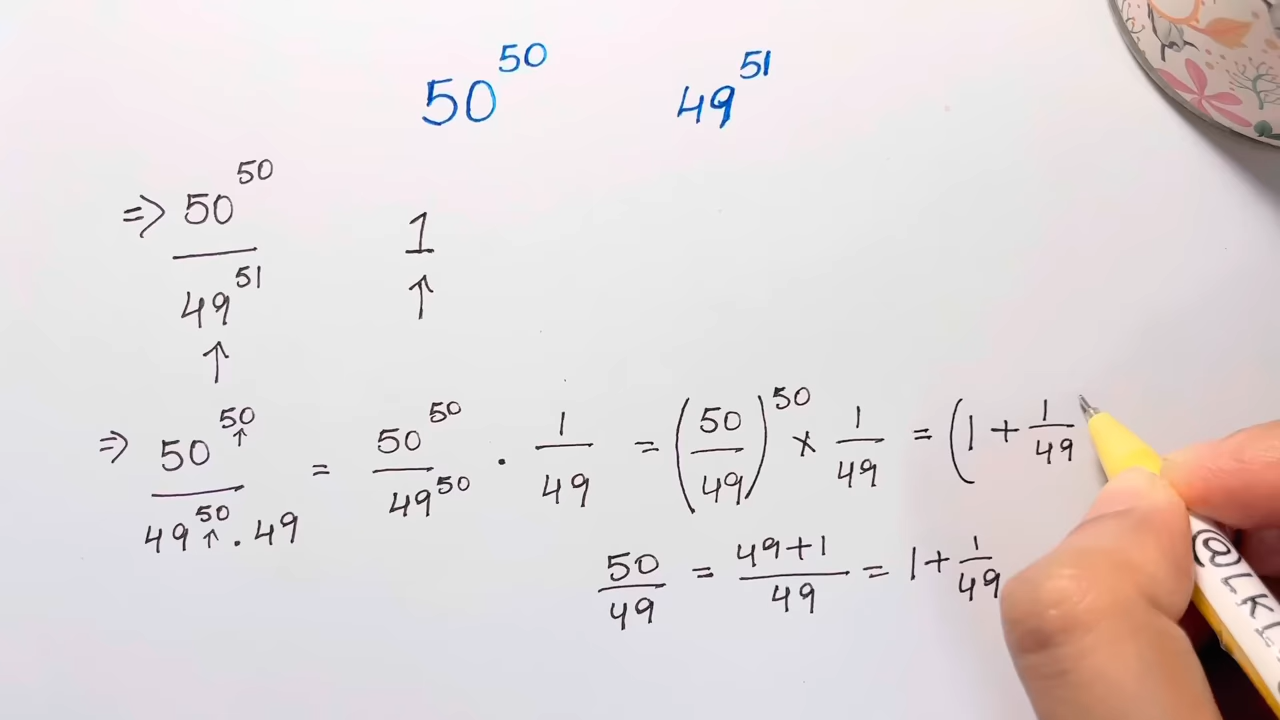 50^50 49^51
=> 50^50 / 49^51 1
↑ ↑
=> 50^50 / 49^50 . 49 = 50^50 / 49^50 . 1/49 = (50/49)^50 × 1/49 = (1 + 1/49
↑ ↑
50/49 = 49+1/49 = 1 + 1/49